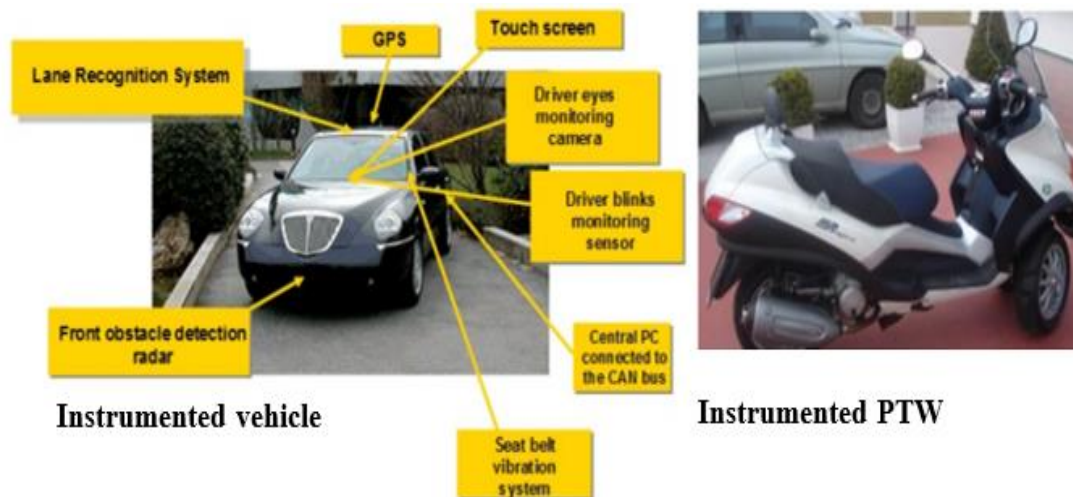 GPS
Touch screen
Lane Recognition System
Driver eyes
monitoring
camera
Driver blinks
monitoring
sensor
Front obstacle detection
radar
Central PC
connected to
the CAN bus
Seat belt
vibration
system
Instrumented vehicle
Instrumented PTW